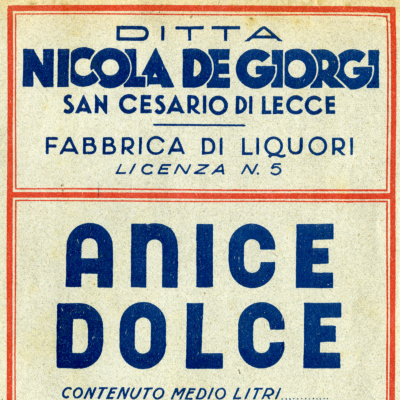 DITTA
NICOLA DE GIORGI
SAN CESARIO DI LECCE
FABBRICA DI LIQUORI
LICENZA N. 5
ANICE
DOLCE
CONTENUTO MEDIO LITRI............